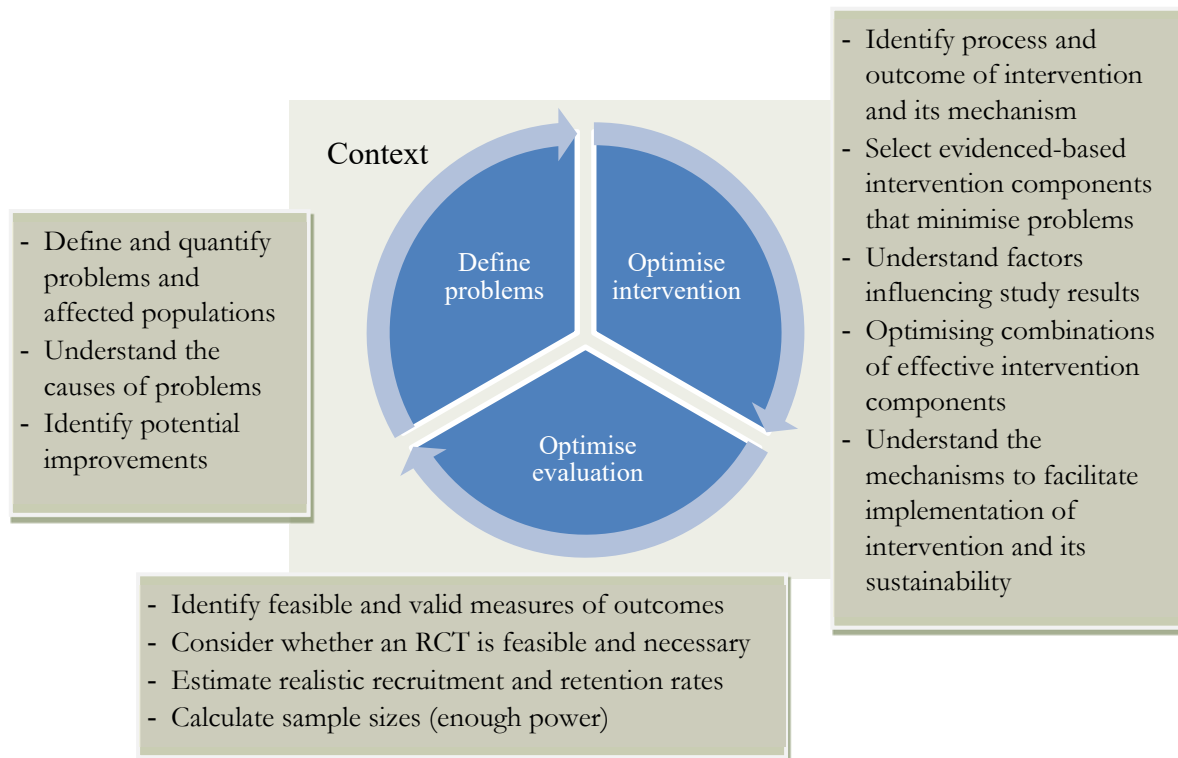 Context
Define
problems
Optimise
intervention
Optimise
evaluation
- Define and quantify
problems and
affected populations
- Understand the
causes of problems
- Identify potential
improvements
- Identify process and
outcome of intervention
and its mechanism
- Select evidenced-based
intervention components
that minimise problems
- Understand factors
influencing study results
- Optimising combinations
of effective intervention
components
- Understand the
mechanisms to facilitate
implementation of
intervention and its
sustainability
- Identify feasible and valid measures of outcomes
- Consider whether an RCT is feasible and necessary
- Estimate realistic recruitment and retention rates
- Calculate sample sizes (enough power)